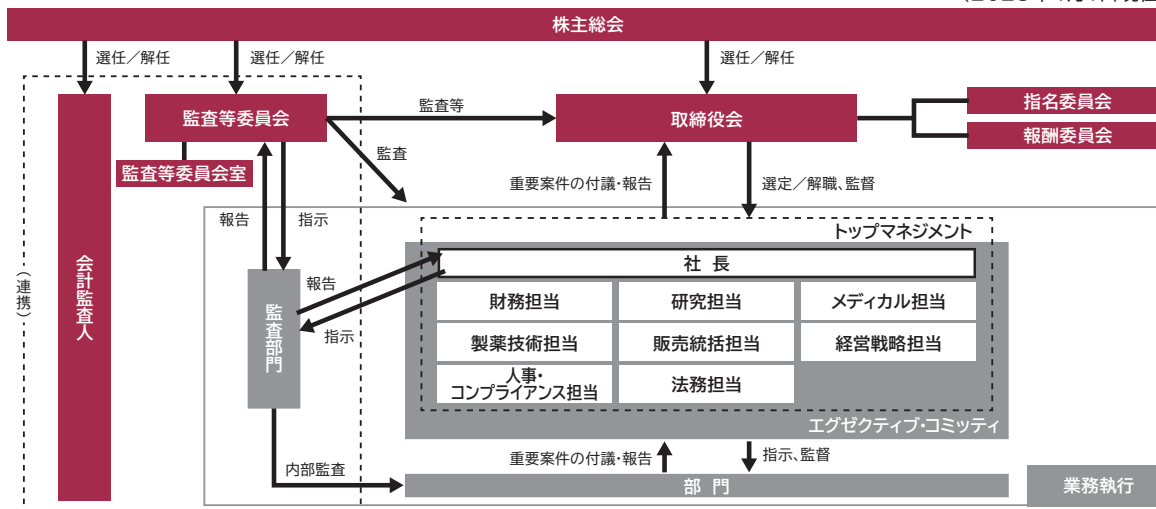 株主総会
選任／解任
選任／解任
選任／解任
監査等委員会
監査等
取締役会
指名委員会
報酬委員会
監査
監査等委員会室
重要案件の付議・報告
選定／解職、監督
報告
指示
トップマネジメント
社 長
（連携）
会計監査人
監査部門
報告
指示
財務担当
研究担当
メディカル担当
製薬技術担当
販売統括担当
経営戦略担当
人事・
コンプライアンス担当
法務担当
エグゼクティブ・コミッティ
内部監査
重要案件の付議・報告
指示、監督
部 門
業務執行